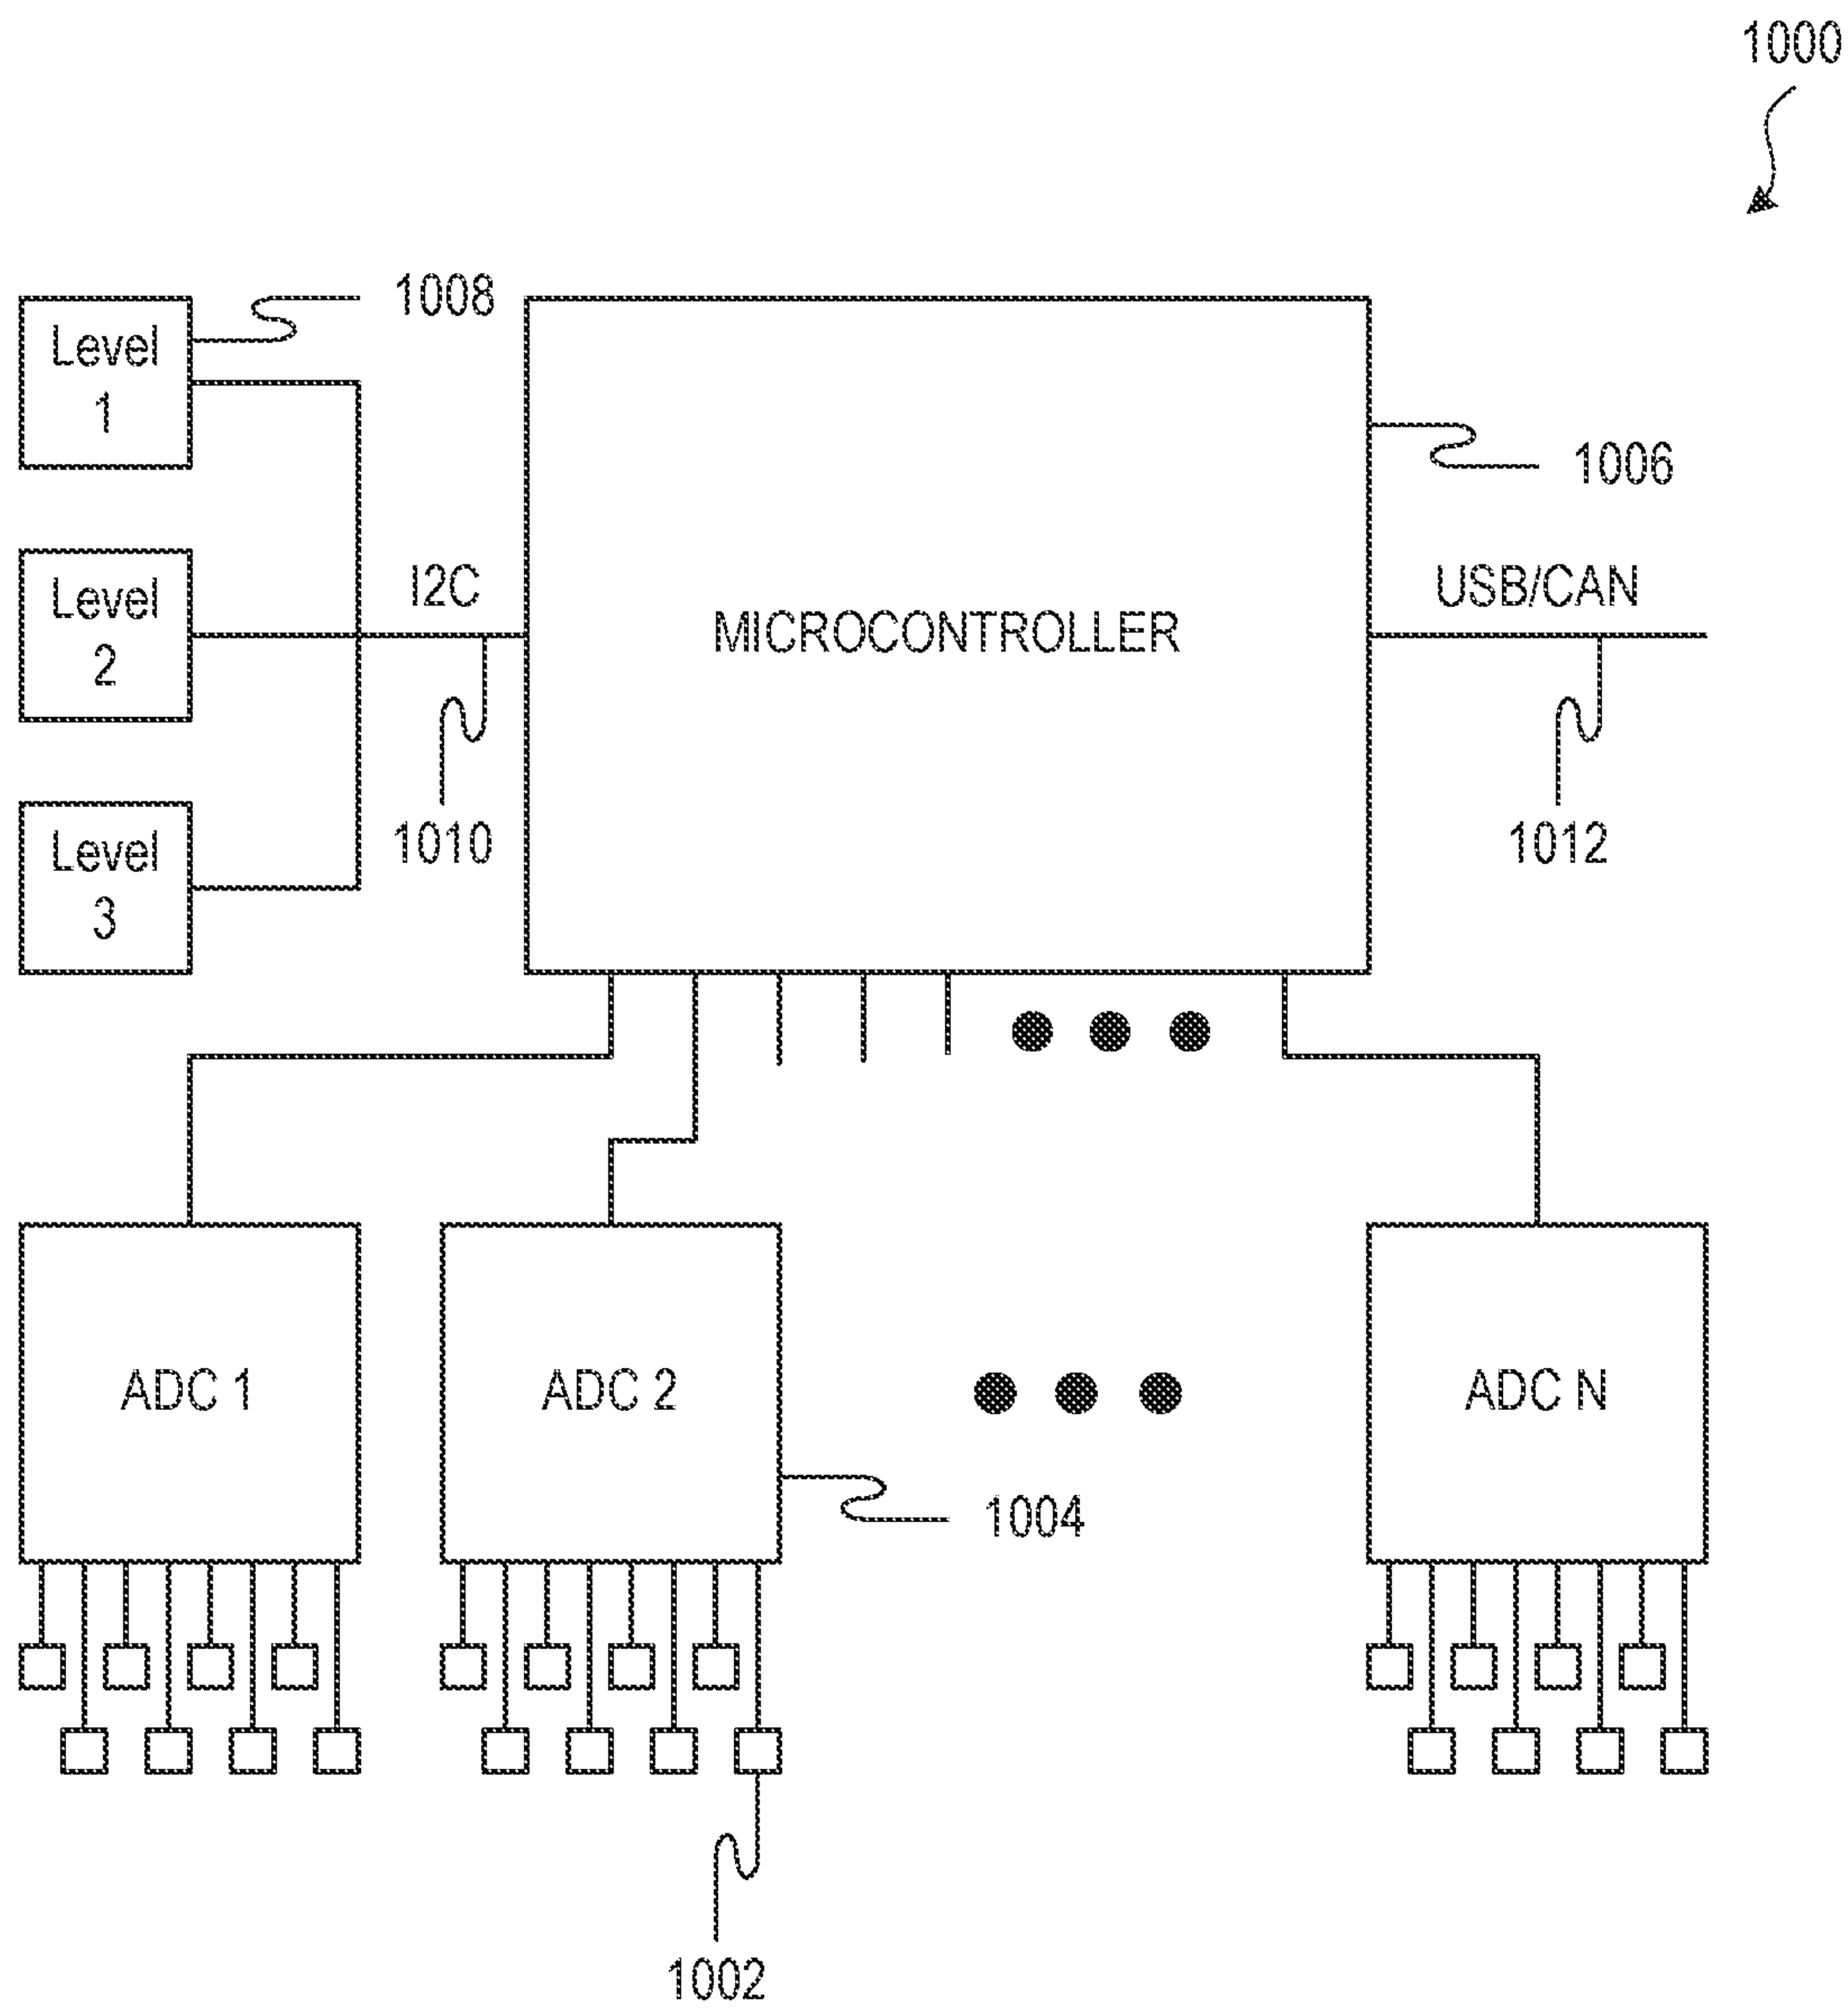 1000
1008
Level
1
1006
I2C
USB/CAN
Level
2
MICROCONTROLLER
1010
1012
Level
3
ADC 1
ADC 2
ADC N
1004
1002